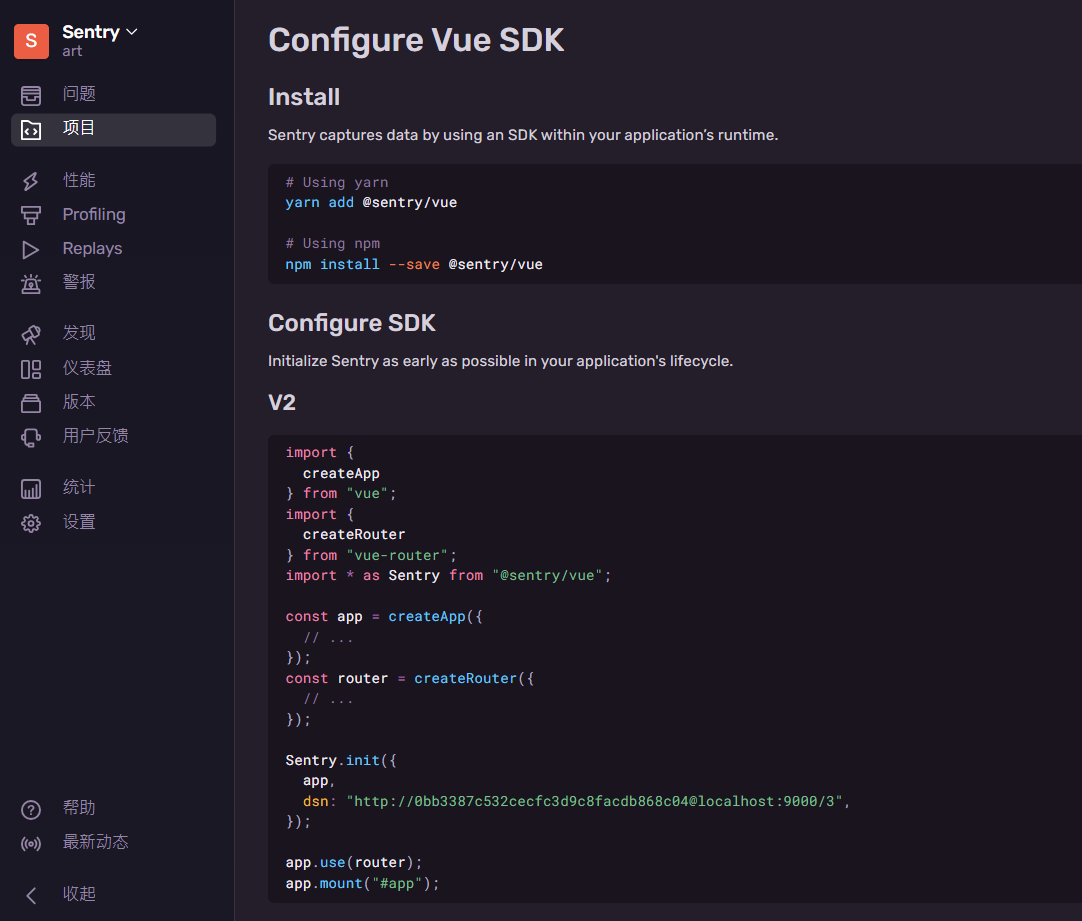 S
Sentry
art
问题
项目
性能
Profiling
Replays
警报
发现
仪表盘
版本
用户反馈
统计
设置
帮助
最新动态
收起
Configure Vue SDK
Install
Sentry captures data by using an SDK within your application’s runtime.
# Using yarn
yarn add @sentry/vue
# Using npm
npm install --save @sentry/vue
Configure SDK
Initialize Sentry as early as possible in your application's lifecycle.
V2
import {
  createApp
} from "vue";
import {
  createRouter
} from "vue-router";
import * as Sentry from "@sentry/vue";
const app = createApp({
  // ...
});
const router = createRouter({
  // ...
});
Sentry.init({
  app,
  dsn: "http://0bb3387c532cecfc3d9c8facdb868c04@localhost:9000/3",
});
app.use(router);
app.mount("#app");